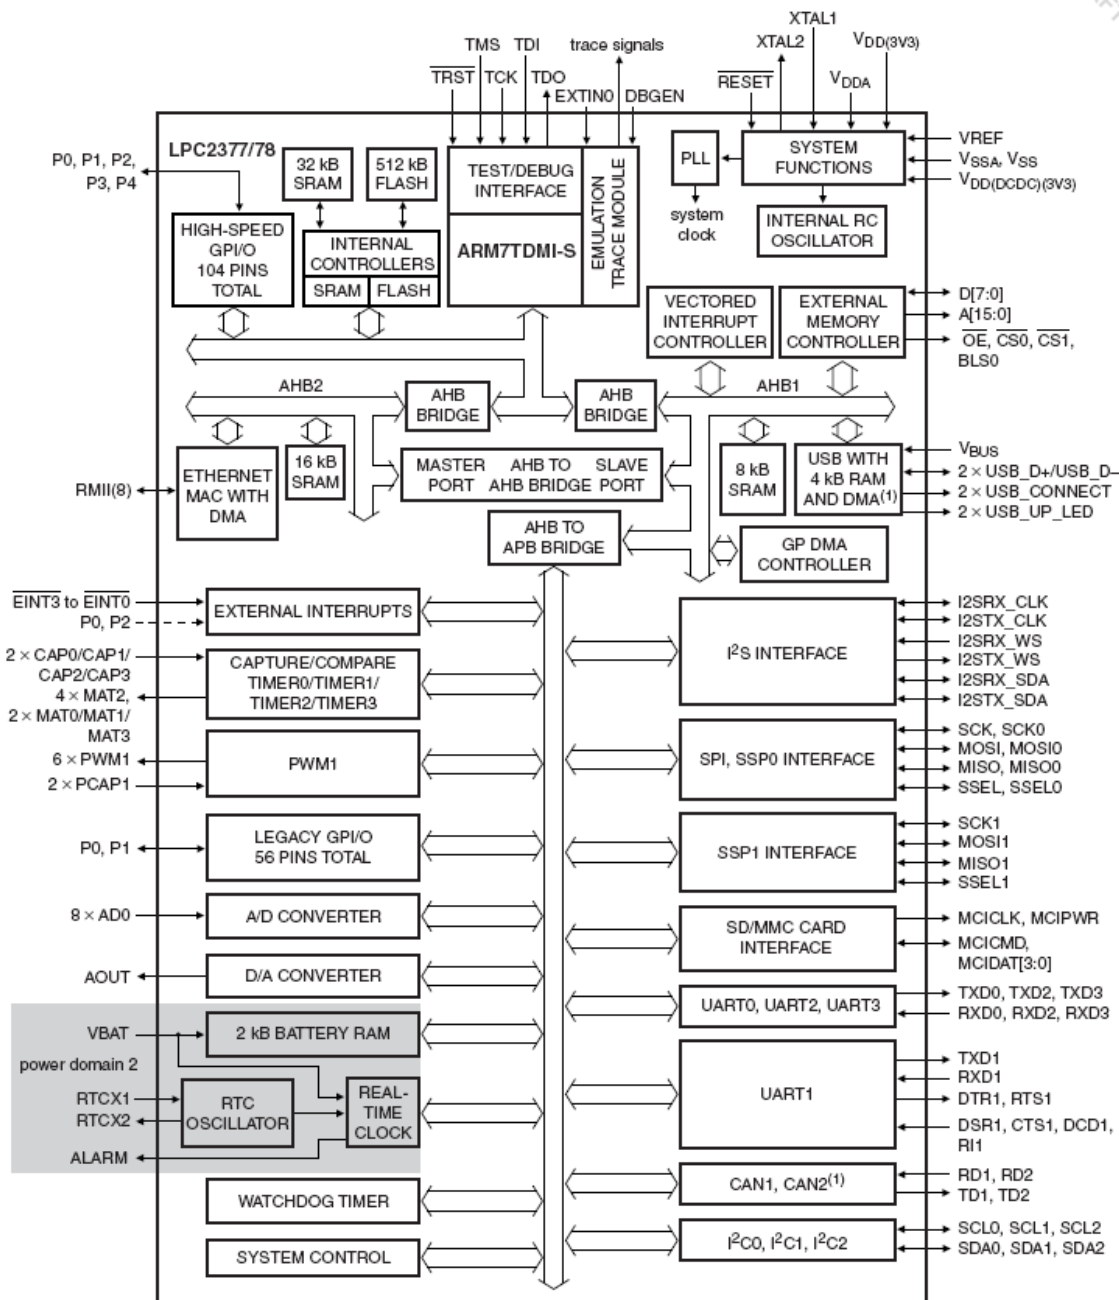 XTAL1
XTAL2
VDD(3V3)
TMS
TDI
trace signals
TRST
TCK
TDO
RESET
VDDA
EXTIN0
DBGEN
LPC2377/78
P0, P1, P2,
P3, P4
32 kB
SRAM
512 kB
FLASH
TEST/DEBUG
INTERFACE
EMULATION
TRACE MODULE
PLL
SYSTEM
FUNCTIONS
VREF
VSSA, VSS
VDD(DCDC)(3V3)
system
clock
HIGH-SPEED
GPI/O
104 PINS
TOTAL
INTERNAL
CONTROLLERS
SRAM
FLASH
ARM7TDMI-S
INTERNAL RC
OSCILLATOR
VECTORED
INTERRUPT
CONTROLLER
EXTERNAL
MEMORY
CONTROLLER
D[7:0]
A[15:0]
OE, CS0, CS1,
BLS0
AHB2
AHB
BRIDGE
AHB
BRIDGE
AHB1
ETHERNET
MAC WITH
DMA
16 kB
SRAM
MASTER
PORT
AHB TO
AHB BRIDGE
SLAVE
PORT
8 kB
SRAM
USB WITH
4 kB RAM
AND DMA(1)
VBUS
2 × USB_D+/USB_D−
2 × USB_CONNECT
2 × USB_UP_LED
RMII(8)
AHB TO
APB BRIDGE
GP DMA
CONTROLLER
EINT3 to EINT0
P0, P2
EXTERNAL INTERRUPTS
2 × CAP0/CAP1/
CAP2/CAP3
4 × MAT2,
2 × MAT0/MAT1/
MAT3
CAPTURE/COMPARE
TIMER0/TIMER1/
TIMER2/TIMER3
6 × PWM1
2 × PCAP1
PWM1
P0, P1
LEGACY GPI/O
56 PINS TOTAL
8 × AD0
A/D CONVERTER
AOUT
D/A CONVERTER
VBAT
2 kB BATTERY RAM
power domain 2
RTCX1
RTCX2
RTC
OSCILLATOR
REAL-
TIME
CLOCK
ALARM
WATCHDOG TIMER
SYSTEM CONTROL
I2S INTERFACE
I2SRX_CLK
I2STX_CLK
I2SRX_WS
I2STX_WS
I2SRX_SDA
I2STX_SDA
SPI, SSP0 INTERFACE
SCK, SCK0
MOSI, MOSI0
MISO, MISO0
SSEL, SSEL0
SSP1 INTERFACE
SCK1
MOSI1
MISO1
SSEL1
SD/MMC CARD
INTERFACE
MCICLK, MCIPWR
MCICMD,
MCIDAT[3:0]
UART0, UART2, UART3
TXD0, TXD2, TXD3
RXD0, RXD2, RXD3
UART1
TXD1
RXD1
DTR1, RTS1
DSR1, CTS1, DCD1,
RI1
CAN1, CAN2(1)
RD1, RD2
TD1, TD2
I2C0, I2C1, I2C2
SCL0, SCL1, SCL2
SDA0, SDA1, SDA2